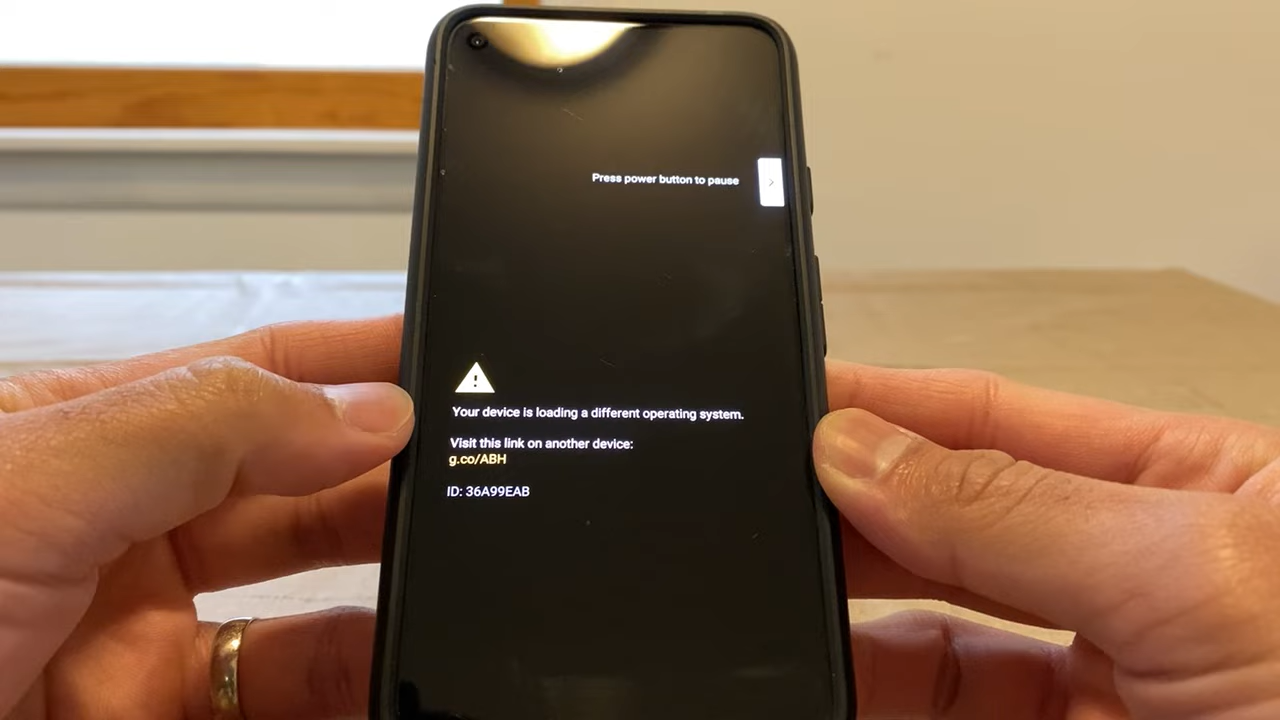 Press power button to pause
Your device is loading a different operating system.
Visit this link on another device:
g.co/ABH
ID: 36A99EAB